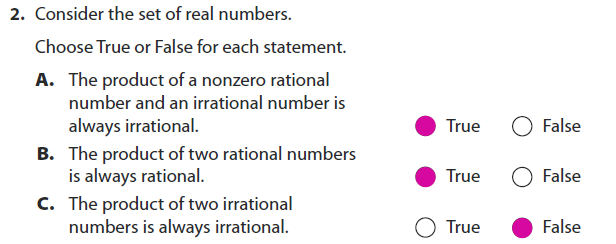 2. Consider the set of real numbers.
Choose True or False for each statement.
A. The product of a nonzero rational
number and an irrational number is
always irrational. True False
B. The product of two rational numbers
is always rational. True False
C. The product of two irrational
numbers is always irrational. True False